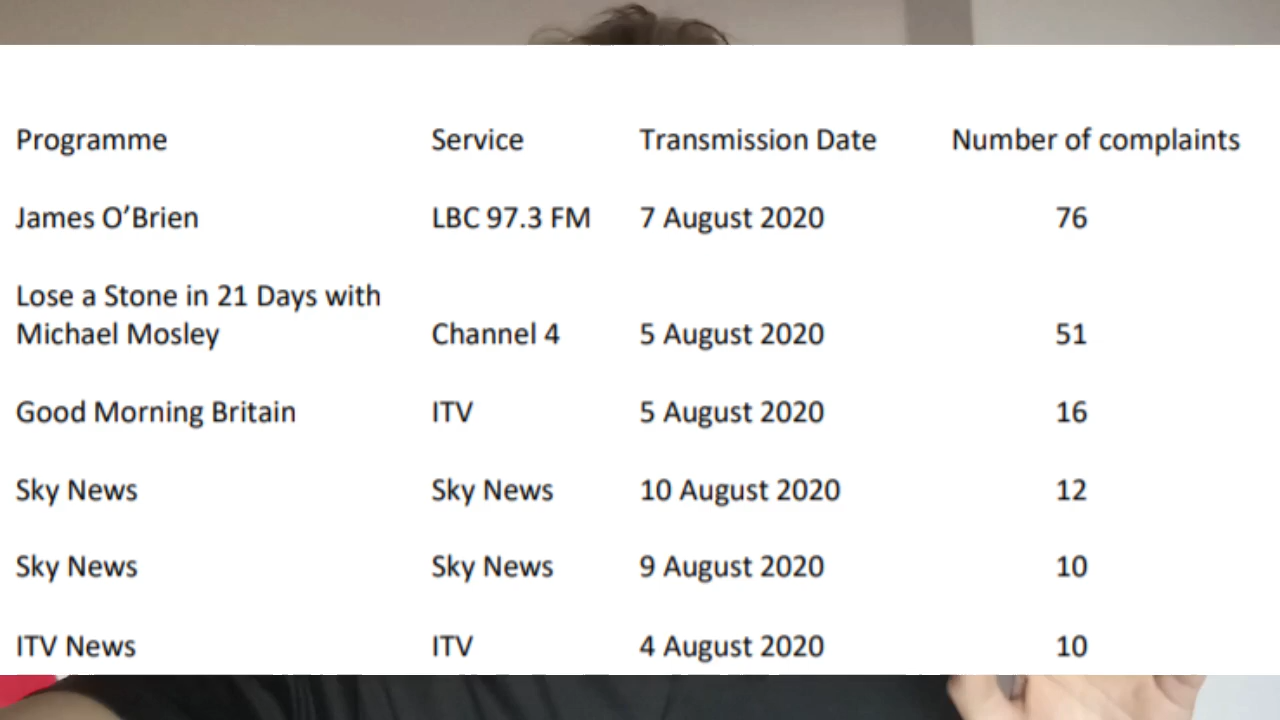 Programme Service Transmission Date Number of complaints
James O’Brien LBC 97.3 FM 7 August 2020 76
Lose a Stone in 21 Days with
Michael Mosley Channel 4 5 August 2020 51
Good Morning Britain ITV 5 August 2020 16
Sky News Sky News 10 August 2020 12
Sky News Sky News 9 August 2020 10
ITV News ITV 4 August 2020 10